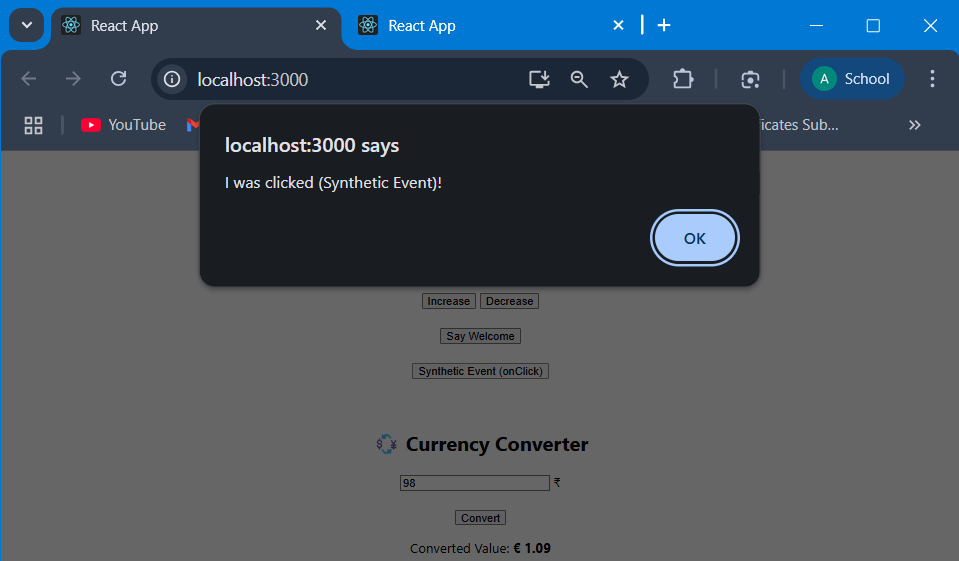 React App
React App
localhost:3000
A School
YouTube
icates Sub...
localhost:3000 says
I was clicked (Synthetic Event)!
OK
Increase Decrease
Say Welcome
Synthetic Event (onClick)
Currency Converter
98 ₹
Convert
Converted Value: € 1.09